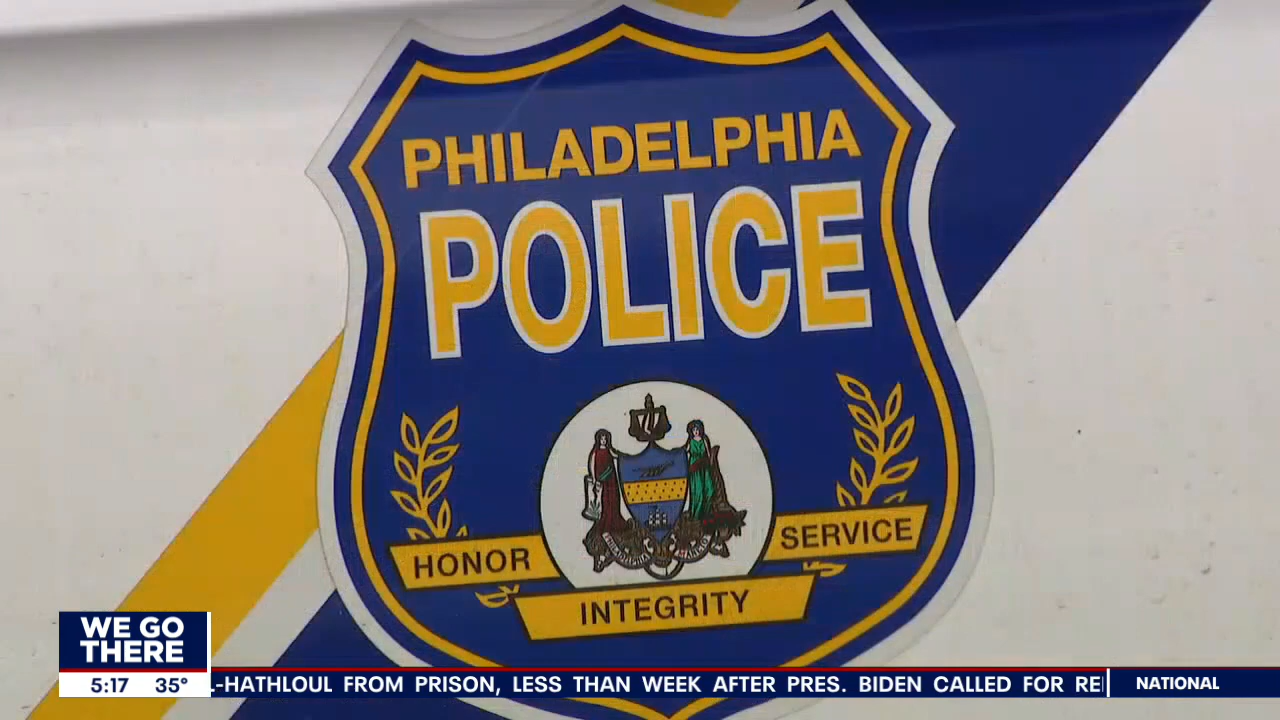 PHILADELPHIA
POLICE
HONOR
SERVICE
INTEGRITY
WE GO
THERE
5:17 35°
-HATHLOUL FROM PRISON, LESS THAN WEEK AFTER PRES. BIDEN CALLED FOR
NATIONAL